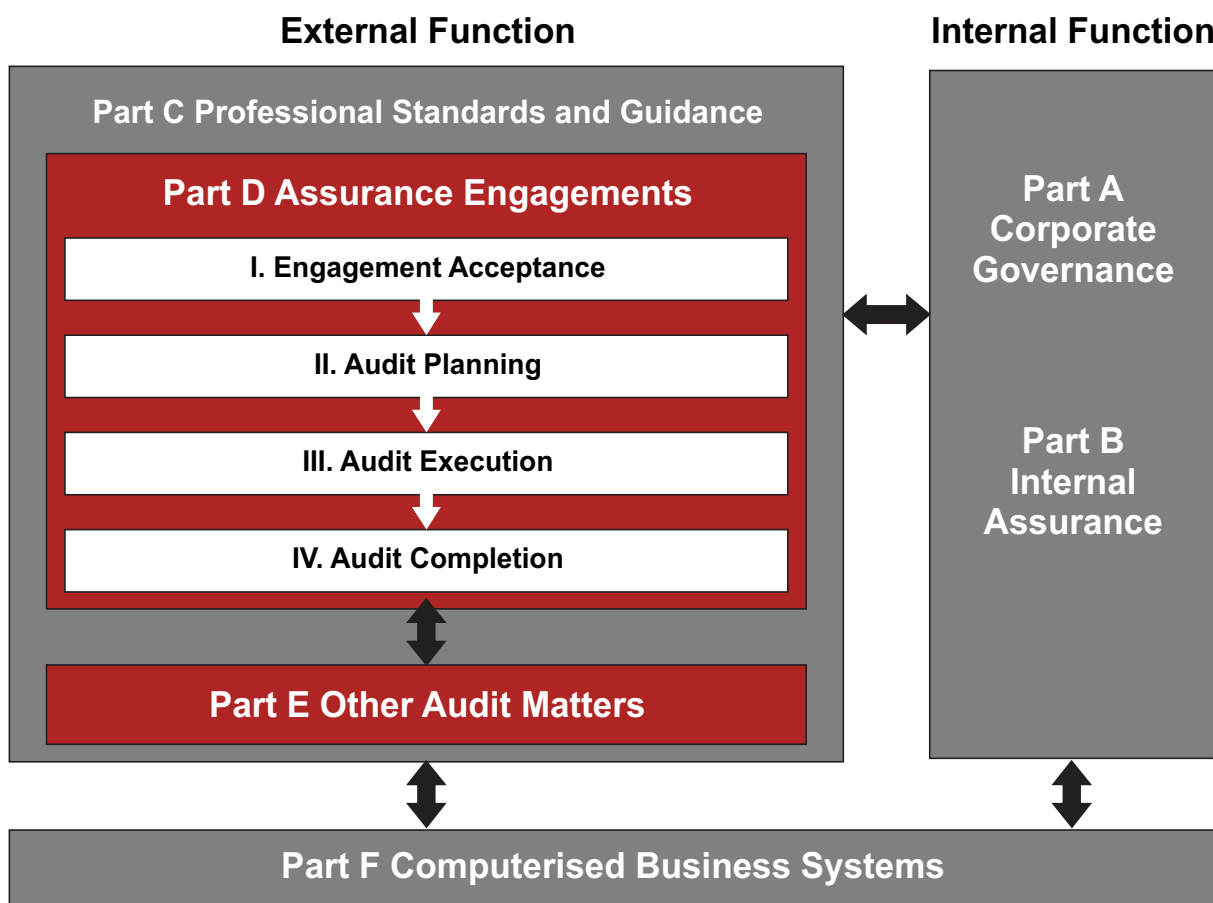 External Function
Internal Function
Part C Professional Standards and Guidance
Part D Assurance Engagements
I. Engagement Acceptance
II. Audit Planning
III. Audit Execution
IV. Audit Completion
Part E Other Audit Matters
Part A
Corporate
Governance
Part B
Internal
Assurance
Part F Computerised Business Systems